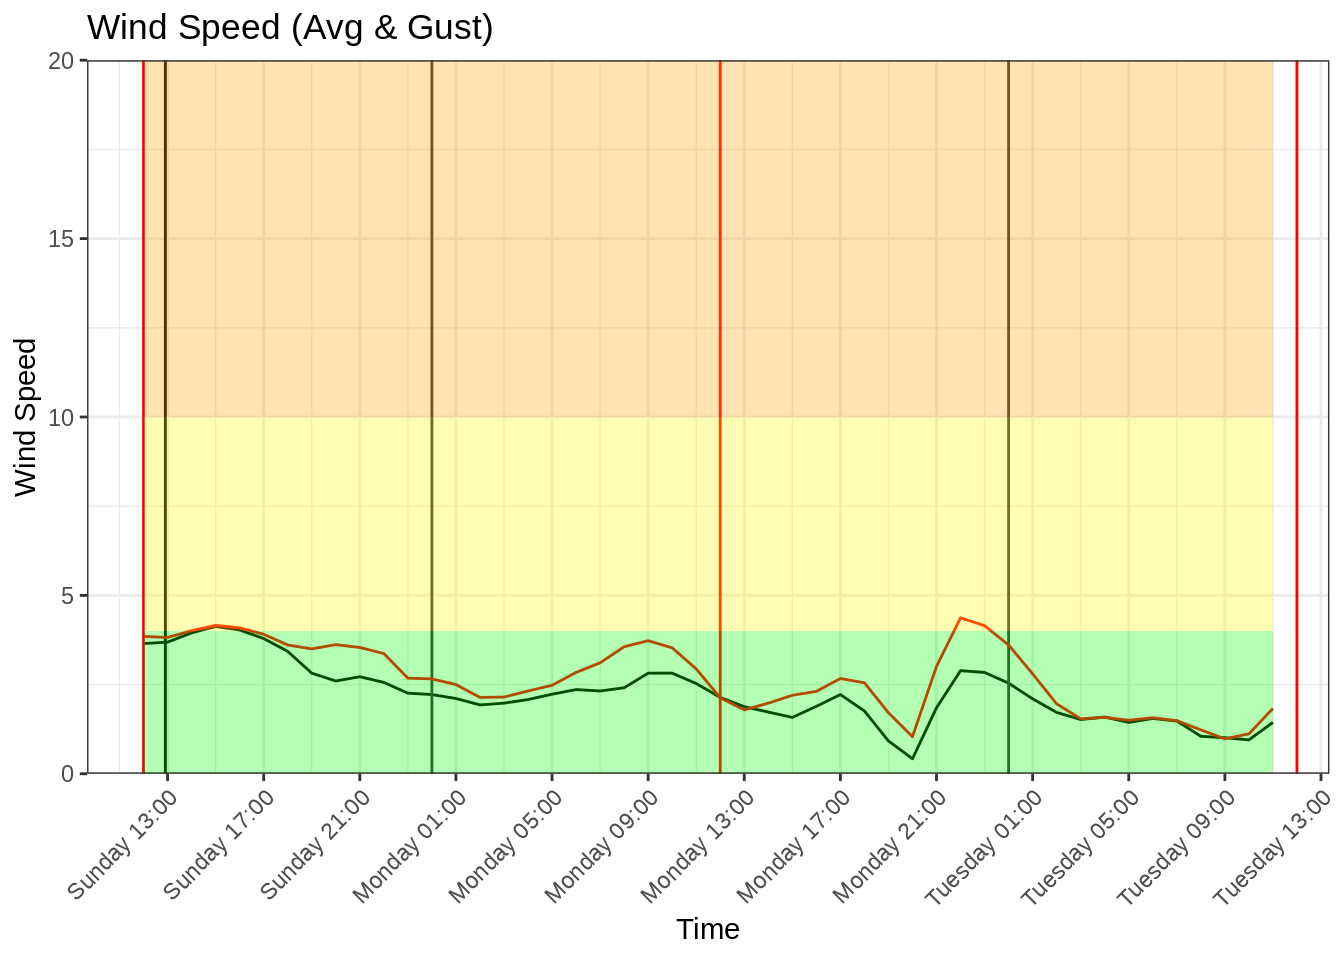 Wind Speed (Avg & Gust)
20
15
10
5
0
Wind Speed
Sunday 13:00
Sunday 17:00
Sunday 21:00
Monday 01:00
Monday 05:00
Monday 09:00
Monday 13:00
Monday 17:00
Monday 21:00
Tuesday 01:00
Tuesday 05:00
Tuesday 09:00
Tuesday 13:00
Time